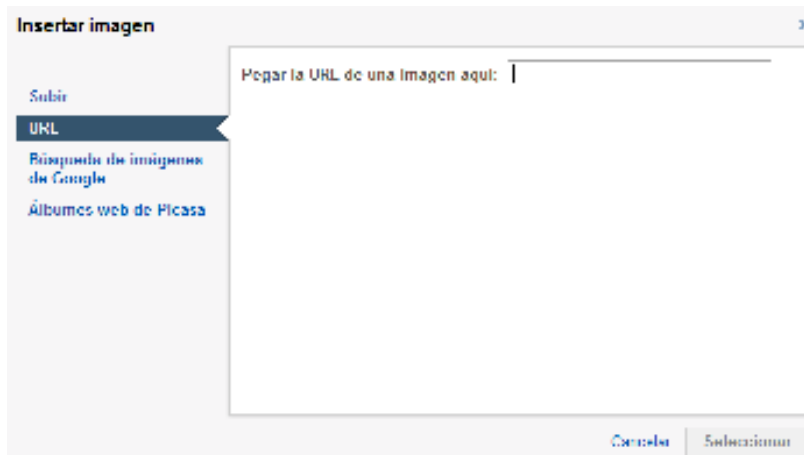 Insertar imagen
Pegar la URL de una imagen aquí:
Subir
URL
Búsqueda de imágenes
de Google
Álbumes web de Picasa
Cancelar
Seleccionar